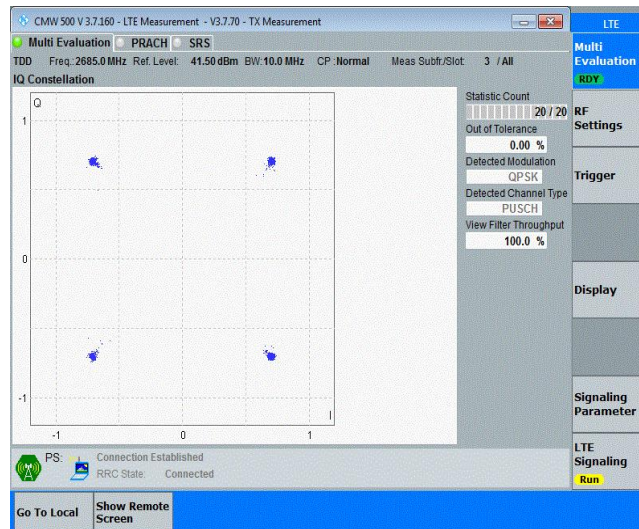 CMW 500 V 3.7.160 - LTE Measurement - V3.7.70 - TX Measurement
LTE
Multi Evaluation PRACH SRS
TDD Freq.: 2685.0 MHz Ref. Level: 41.50 dBm BW: 10.0 MHz CP : Normal Meas Subfr./Slot: 3 / All
IQ Constellation
Q
1
0
-1
-1 0 1
I
Statistic Count
20 / 20
Out of Tolerance
0.00 %
Detected Modulation
QPSK
Detected Channel Type
PUSCH
View Filter Throughput
100.0 %
Multi
Evaluation
RDY
RF
Settings
Trigger
Display
Signaling
Parameter
LTE
Signaling
Run
PS: Connection Established
RRC State: Connected
Go To Local
Show Remote
Screen